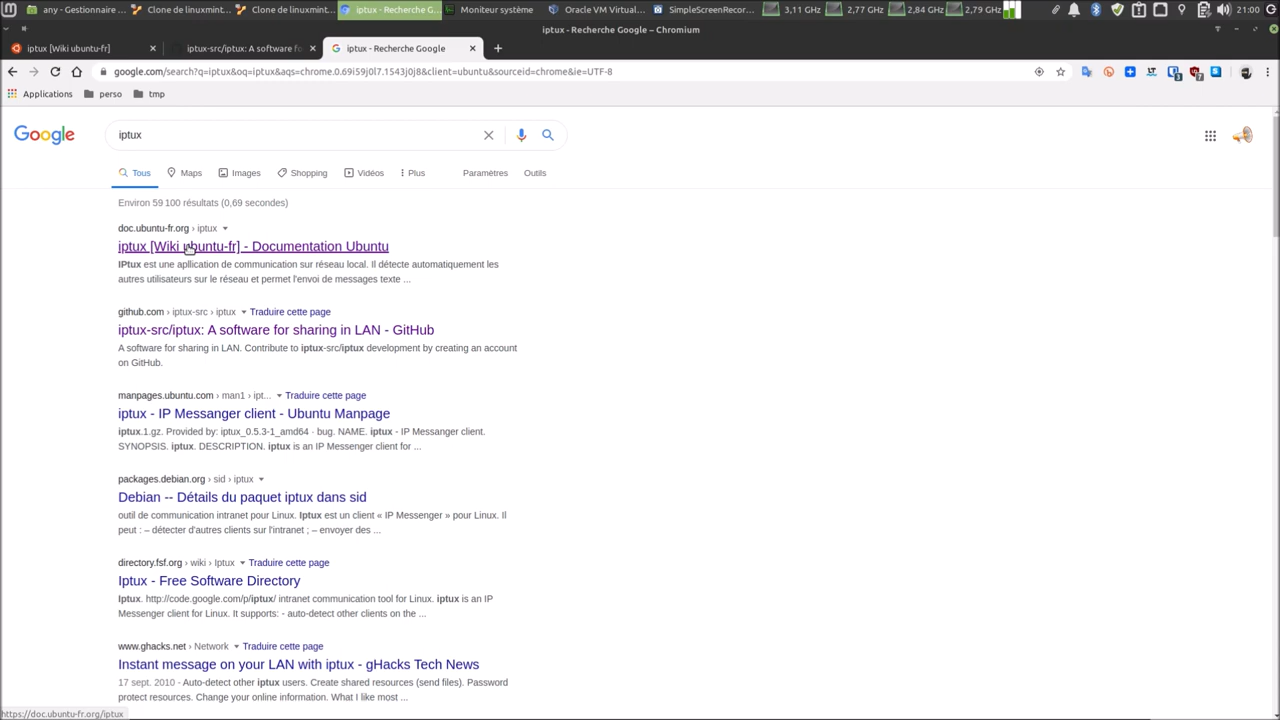 any - Gestionnaire ...
Clone de linuxmint...
Clone de linuxmint...
iptux - Recherche G...
Moniteur système
Oracle VM Virtual...
SimpleScreenRecor...
3,11 GHz
2,77 GHz
2,84 GHz
2,79 GHz
21:00
iptux - Recherche Google – Chromium
iptux [Wiki ubuntu-fr]
iptux-src/iptux: A software fo
iptux - Recherche Google
google.com/search?q=iptux&oq=iptux&aqs=chrome.0.69i59j0l7.1543j0j8&client=ubuntu&sourceid=chrome&ie=UTF-8
Applications
perso
tmp
Google
iptux
Tous
Maps
Images
Shopping
Vidéos
Plus
Paramètres
Outils
Environ 59 100 résultats (0,69 secondes)
doc.ubuntu-fr.org › iptux
iptux [Wiki ubuntu-fr] - Documentation Ubuntu
IPtux est une apllication de communication sur réseau local. Il détecte automatiquement les
autres utilisateurs sur le réseau et permet l'envoi de messages texte ...
github.com › iptux-src › iptux Traduire cette page
iptux-src/iptux: A software for sharing in LAN - GitHub
A software for sharing in LAN. Contribute to iptux-src/iptux development by creating an account
on GitHub.
manpages.ubuntu.com › man1 › ipt... Traduire cette page
iptux - IP Messanger client - Ubuntu Manpage
iptux.1.gz. Provided by: iptux_0.5.3-1_amd64 · bug. NAME. iptux - IP Messanger client.
SYNOPSIS. iptux. DESCRIPTION. iptux is an IP Messenger client for ...
packages.debian.org › sid › iptux
Debian -- Détails du paquet iptux dans sid
outil de communication intranet pour Linux. Iptux est un client « IP Messenger » pour Linux. Il
peut : – détecter d'autres clients sur l'intranet ; – envoyer des ...
directory.fsf.org › wiki › Iptux Traduire cette page
Iptux - Free Software Directory
Iptux. http://code.google.com/p/iptux/ intranet communication tool for Linux. iptux is an IP
Messenger client for Linux. It supports: - auto-detect other clients on the ...
www.ghacks.net › Network Traduire cette page
Instant message on your LAN with iptux - gHacks Tech News
17 sept. 2010 - Auto-detect other iptux users. Create shared resources (send files). Password
protect resources. Change your online information. What I like most ...
https://doc.ubuntu-fr.org/iptux